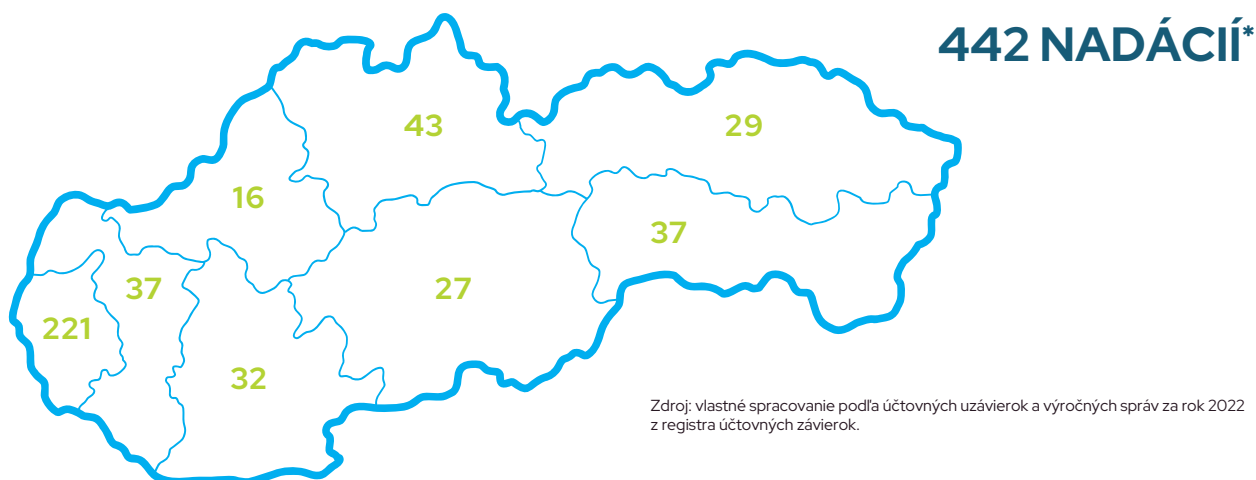 442 NADÁCIÍ*
43
29
16
37
37
27
221
32
Zdroj: vlastné spracovanie podľa účtovných uzávierok a výročných správ za rok 2022
z registra účtovných závierok.